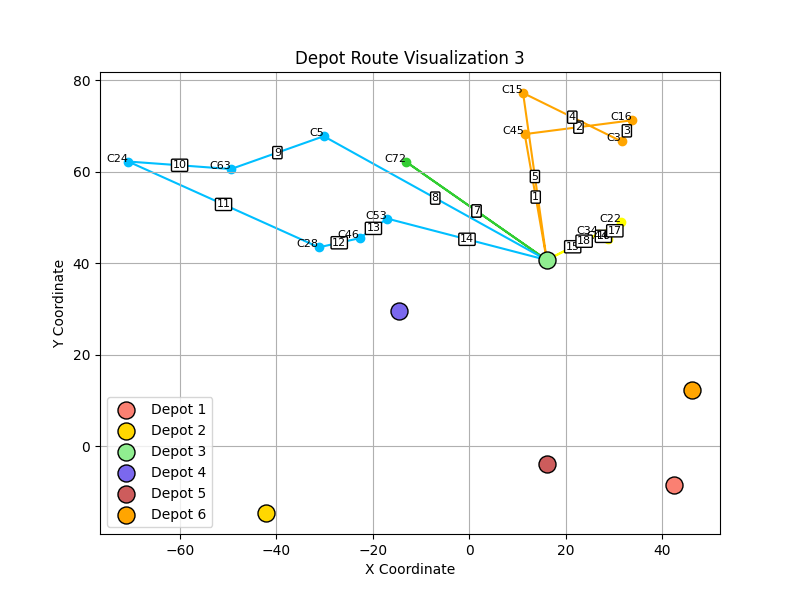 Depot Route Visualization 3
80
60
40
20
0
Y Coordinate
−60
−40
−20
0
20
40
X Coordinate
C15
C16
C45
C3
C5
C24
C63
C72
C53
C46
C28
C22
C34
4
2
3
5
1
9
10
7
8
11
13
12
14
17
18
15
Depot 1
Depot 2
Depot 3
Depot 4
Depot 5
Depot 6